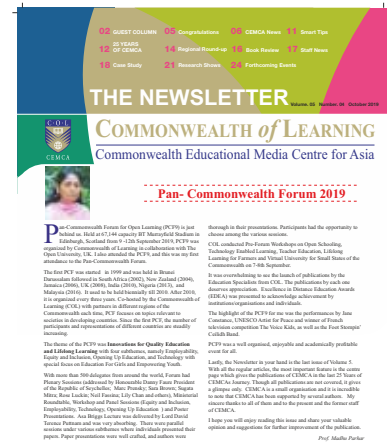 02 GUEST COLUMN 05 Congratulations 06 CEMCA News 11 Smart Tips
12 25 YEARS OF CEMCA 14 Regional Round-up 16 Book Review 17 Staff News
18 Case Study 21 Research Shows 24 Forthcoming Events
THE NEWSLETTER Volume. 05 Number. 04 October 2019
C O L
CEMCA
COMMONWEALTH of LEARNING
Commonwealth Educational Media Centre for Asia
Pan- Commonwealth Forum 2019
Pan-Commonwealth Forum for Open Learning (PCF9) is just
behind us. Held at 67,144 capacity BT Murrayfield Stadium in
Edinburgh, Scotland from 9 -12th September 2019, PCF9 was
organized by Commonwealth of Learning in collaboration with The
Open University, UK. I also attended the PCF9, and this was my first
attendance to the Pan-Commonwealth Forum.
The first PCF was started in 1999 and was held in Brunei
Darussalam followed in South Africa (2002), New Zealand (2004),
Jamaica (2006), UK (2008), India (2010), Nigeria (2013), and
Malaysia (2016). It used to be held biennially till 2010. After 2010,
it is organized every three years. Co-hosted by the Commonwealth of
Learning (COL) with partners in different regions of the
Commonwealth each time, PCF focuses on topics relevant to
societies in developing countries. Since the first PCF, the number of
participants and representations of different countries are steadily
increasing.
The theme of the PCF9 was Innovations for Quality Education
and Lifelong Learning with four subthemes, namely Employability,
Equity and Inclusion, Opening Up Education, and Technology with
special focus on Education For Girls and Empowering Youth.
With more than 500 delegates from around the world, Forum had
Plenary Sessions (addressed by Honourable Danny Faure President
of the Republic of Seychelles; Marc Prensky; Sara Brown; Sugata
Mitra; Rose Luckin; Neil Fassina; Lily Chan and others), Ministerial
Roundtable, Workshop and Panel Sessions (Equity and Inclusion,
Employability, Technology, Opening Up Education ) and Poster
Presentations. Asa Briggs Lecture was delivered by Lord David
Terence Puttnam and was very absorbing. There were parallel
sessions under various subthemes where individuals presented their
papers. Paper presentations were well crafted, and authors were
thorough in their presentations. Participants had the opportunity to
choose among the various sessions.
COL conducted Pre-Forum Workshops on Open Schooling,
Technology Enabled Learning, Teacher Education, Lifelong
Learning for Farmers and Virtual University for Small States of the
Commonwealth on 7-8th September.
It was overwhelming to see the launch of publications by the
Education Specialists from COL. The publications by each one
deserves appreciation. Excellence in Distance Education Awards
(EDEA) was presented to acknowledge achievement by
institutions/organisations and individuals.
The highlight of the PCF9 for me was the performances by Jane
Constance, UNESCO Artist for Peace and winner of French
television competition The Voice Kids, as well as the Foot Stompin'
Ceilidh Band.
PCF9 was a well organised, enjoyable and academically profitable
event for all.
Lastly, the Newsletter in your hand is the last issue of Volume 5.
With all the regular articles, the most important feature is the centre
page which gives the publications of CEMCA in the last 25 Years of
CEMCAs Journey. Though all publications are not covered, it gives
a glimpse only. CEMCA is a small organisation and it is incredible
to note that CEMCA has been supported by several authors. My
sincere thanks to all of them and to the present and the former staff
of CEMCA.
I hope you will enjoy reading this issue and share your valuable
opinion and suggestions for further improvement of the publication.
Prof. Madhu Parhar